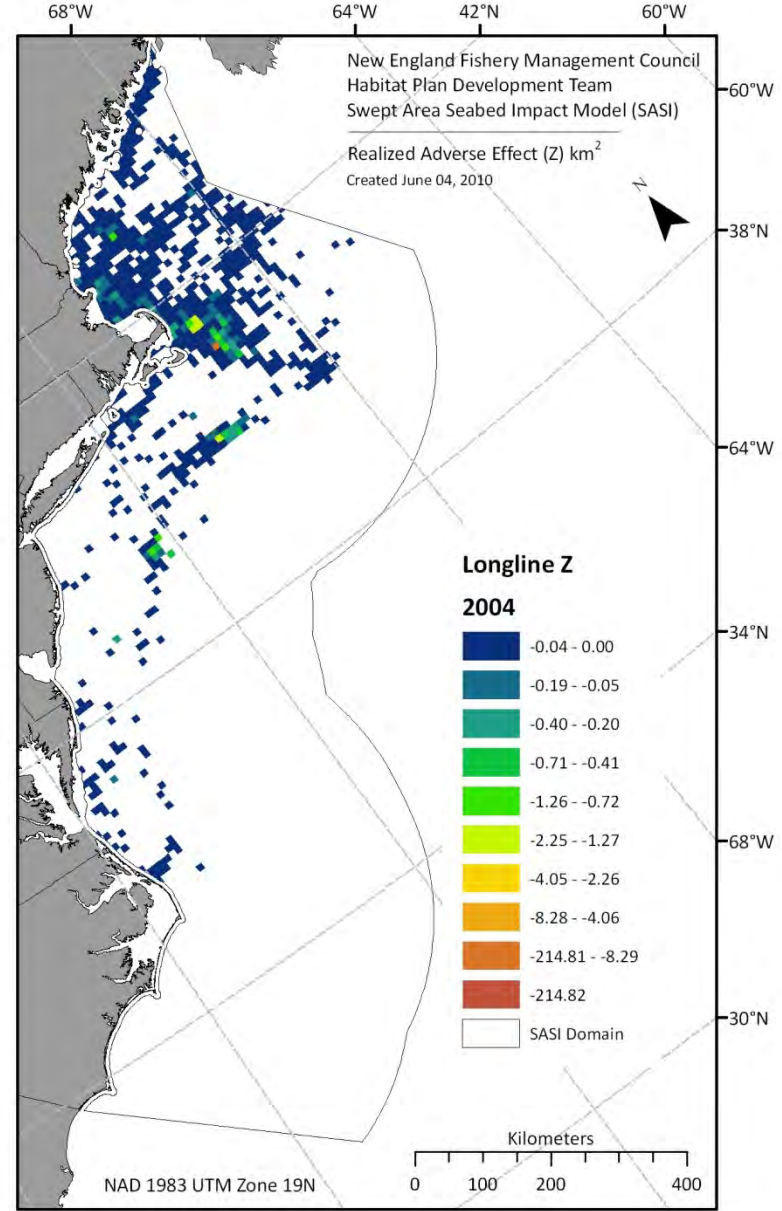 68°W 64°W 42°N 60°W
New England Fishery Management Council
Habitat Plan Development Team
Swept Area Seabed Impact Model (SASI)
Realized Adverse Effect (Z) km²
Created June 04, 2010
N
60°W
38°N
64°W
34°N
68°W
30°N
Longline Z
2004
-0.04 - 0.00
-0.19 - -0.05
-0.40 - -0.20
-0.71 - -0.41
-1.26 - -0.72
-2.25 - -1.27
-4.05 - -2.26
-8.28 - -4.06
-214.81 - -8.29
-214.82
SASI Domain
Kilometers
0 100 200 300 400
NAD 1983 UTM Zone 19N